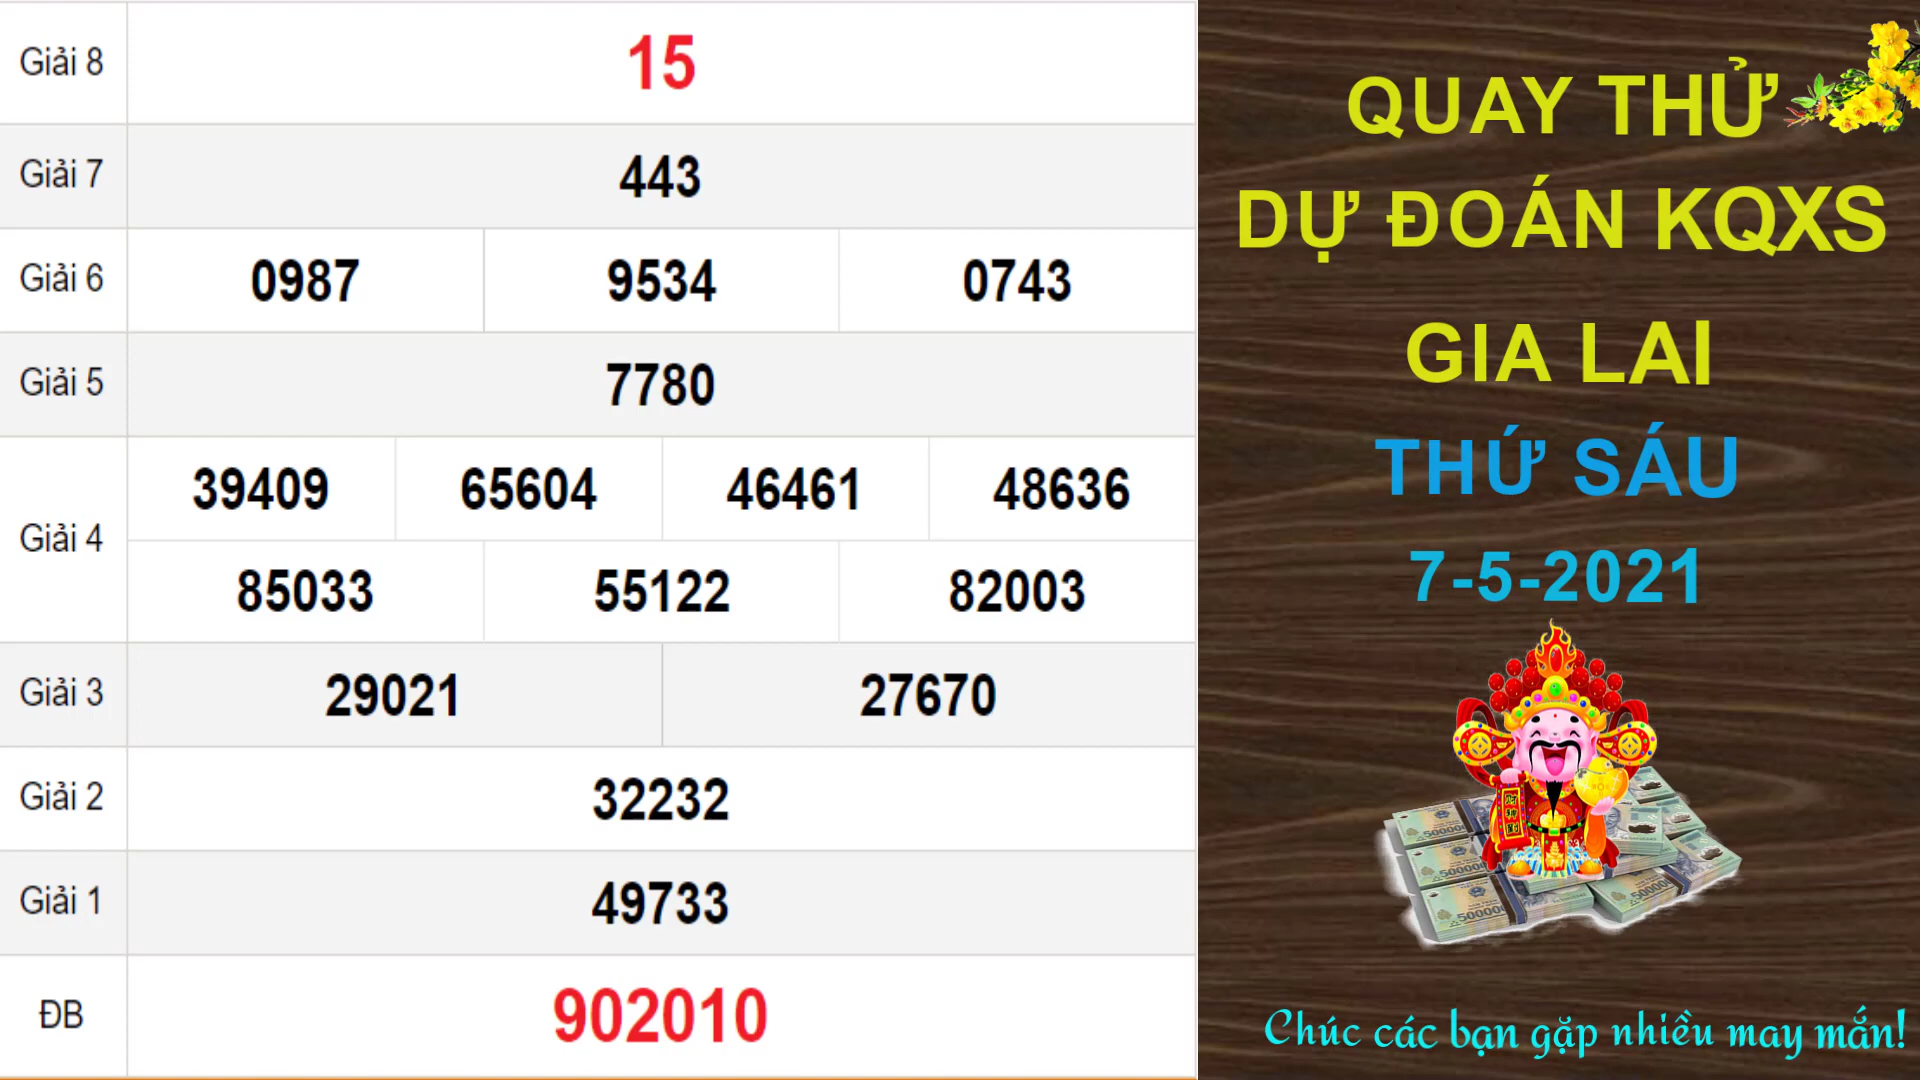 Giải 8 15
Giải 7 443
Giải 6 0987 9534 0743
Giải 5 7780
Giải 4 39409 65604 46461 48636
85033 55122 82003
Giải 3 29021 27670
Giải 2 32232
Giải 1 49733
ĐB 902010
QUAY THỬ
DỰ ĐOÁN KQXS
GIA LAI
THỨ SÁU
7-5-2021
Chúc các bạn gặp nhiều may mắn!